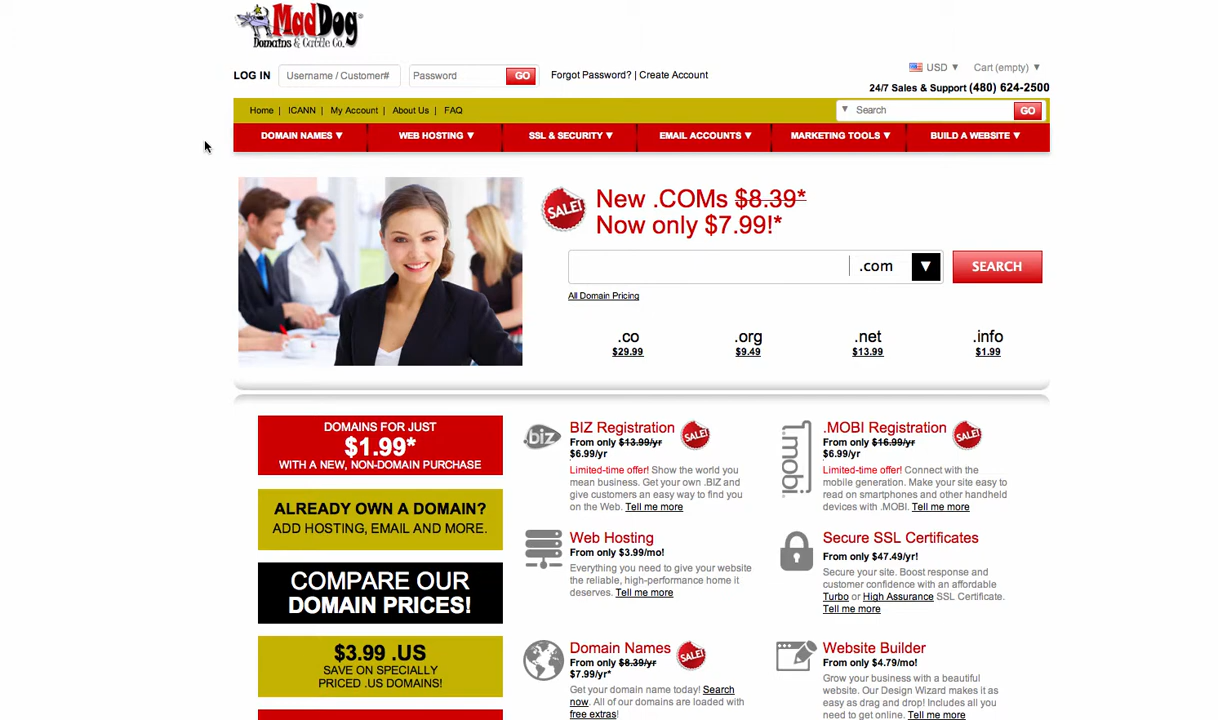 MadDog
Domains & Cattle Co.
LOG IN Username / Customer# Password GO Forgot Password? | Create Account
USD ▼ Cart (empty) ▼
24/7 Sales & Support (480) 624-2500
Home | ICANN | My Account | About Us | FAQ
▼ Search GO
DOMAIN NAMES ▼ WEB HOSTING ▼ SSL & SECURITY ▼ EMAIL ACCOUNTS ▼ MARKETING TOOLS ▼ BUILD A WEBSITE ▼
SALE!
New .COMs $8.39*
Now only $7.99!*
.com ▼ SEARCH
All Domain Pricing
.co .org .net .info
$29.99 $9.49 $13.99 $1.99
DOMAINS FOR JUST
$1.99*
WITH A NEW, NON-DOMAIN PURCHASE
ALREADY OWN A DOMAIN?
ADD HOSTING, EMAIL AND MORE.
COMPARE OUR
DOMAIN PRICES!
$3.99 .US
SAVE ON SPECIALLY
PRICED .US DOMAINS!
.biz
BIZ Registration SALE!
From only $13.99/yr
$6.99/yr
Limited-time offer! Show the world you
mean business. Get your own .BIZ and
give customers an easy way to find you
on the Web. Tell me more
.mobi
.MOBI Registration SALE!
From only $16.99/yr
$6.99/yr
Limited-time offer! Connect with the
mobile generation. Make your site easy to
read on smartphones and other handheld
devices with .MOBI. Tell me more
Web Hosting
From only $3.99/mo!
Everything you need to give your website
the reliable, high-performance home it
deserves. Tell me more
Secure SSL Certificates
From only $47.49/yr!
Secure your site. Boost response and
customer confidence with an affordable
Turbo or High Assurance SSL Certificate.
Tell me more
Domain Names SALE!
From only $8.39/yr
$7.99/yr*
Get your domain name today! Search
now. All of our domains are loaded with
free extras!
Website Builder
From only $4.79/mo!
Grow your business with a beautiful
website. Our Design Wizard makes it as
easy as drag and drop! Includes all you
need to get online. Tell me more